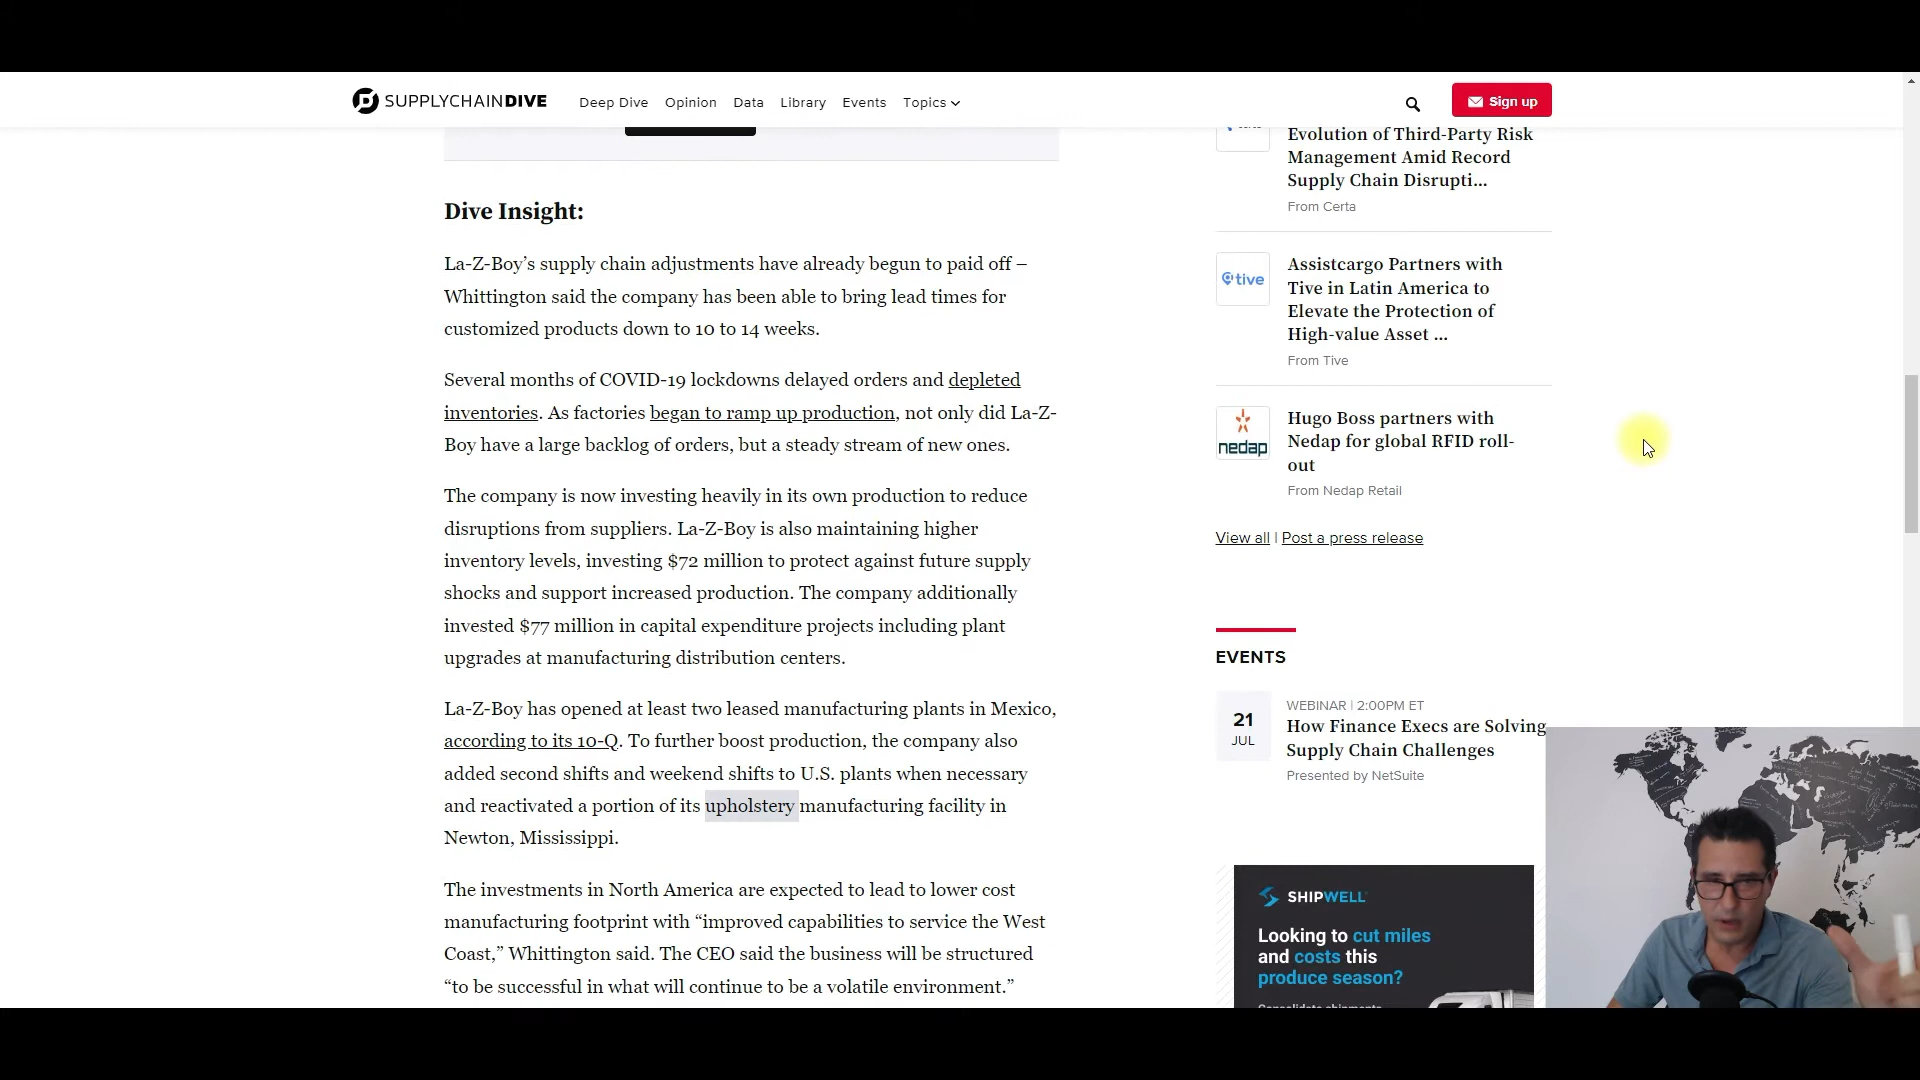 SUPPLYCHAINDIVE
Deep Dive
Opinion
Data
Library
Events
Topics
Sign up
Dive Insight:
La-Z-Boy’s supply chain adjustments have already begun to paid off –
Whittington said the company has been able to bring lead times for
customized products down to 10 to 14 weeks.
Several months of COVID-19 lockdowns delayed orders and depleted
inventories. As factories began to ramp up production, not only did La-Z-
Boy have a large backlog of orders, but a steady stream of new ones.
The company is now investing heavily in its own production to reduce
disruptions from suppliers. La-Z-Boy is also maintaining higher
inventory levels, investing $72 million to protect against future supply
shocks and support increased production. The company additionally
invested $77 million in capital expenditure projects including plant
upgrades at manufacturing distribution centers.
La-Z-Boy has opened at least two leased manufacturing plants in Mexico,
according to its 10-Q. To further boost production, the company also
added second shifts and weekend shifts to U.S. plants when necessary
and reactivated a portion of its upholstery manufacturing facility in
Newton, Mississippi.
The investments in North America are expected to lead to lower cost
manufacturing footprint with “improved capabilities to service the West
Coast,” Whittington said. The CEO said the business will be structured
“to be successful in what will continue to be a volatile environment.”
Evolution of Third-Party Risk
Management Amid Record
Supply Chain Disrupti...
From Certa
tive
Assistcargo Partners with
Tive in Latin America to
Elevate the Protection of
High-value Asset ...
From Tive
nedap
Hugo Boss partners with
Nedap for global RFID roll-
out
From Nedap Retail
View all | Post a press release
EVENTS
21
JUL
WEBINAR | 2:00PM ET
How Finance Execs are Solving
Supply Chain Challenges
Presented by NetSuite
SHIPWELL
Looking to cut miles
and costs this
produce season?
Consolidate shipments